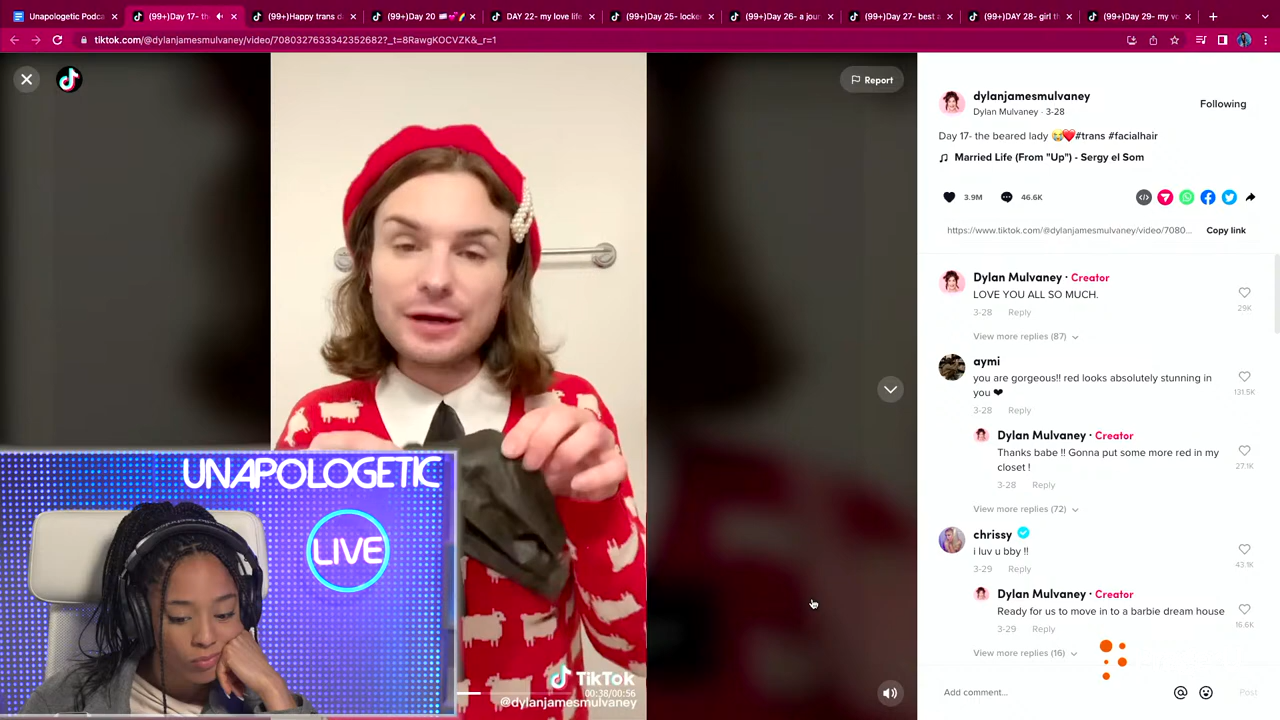 Unapologetic Podca
(99+)Day 17- th
(99+)Happy trans da
(99+) Day 20
DAY 22- my love life
(99+) Day 25- locke
(99+) Day 26- a jour
(99+) Day 27- best a
(99+) DAY 28- girl th
(99+) Day 29- my vo
tiktok.com/@dylanjamesmulvaney/video/7080327633342352682?_t=8RawgKOCVZK&_r=1
Report
dylanjamesmulvaney
Dylan Mulvaney · 3-28
Following
Day 17- the beared lady 😭❤️#trans #facialhair
Married Life (From "Up") - Sergy el Som
3.9M
46.6K
https://www.tiktok.com/@dylanjamesmulvaney/video/7080...
Copy link
Dylan Mulvaney · Creator
LOVE YOU ALL SO MUCH.
3-28 Reply
29K
View more replies (87)
aymi
you are gorgeous!! red looks absolutely stunning in
you ❤
131.5K
3-28 Reply
Dylan Mulvaney · Creator
Thanks babe !! Gonna put some more red in my
closet !
27.1K
3-28 Reply
View more replies (72)
chrissy
i luv u bby !!
43.1K
3-29 Reply
Dylan Mulvaney · Creator
Ready for us to move in to a barbie dream house
16.6K
3-29 Reply
View more replies (16)
Add comment...
@
Post
UNAPOLOGETIC
LIVE
TikTok
00:38/00:56
@dylanjamesmulvaney